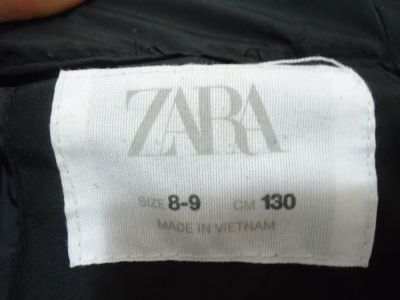 ZARA
SIZE 8-9 CM 130
MADE IN VIETNAM